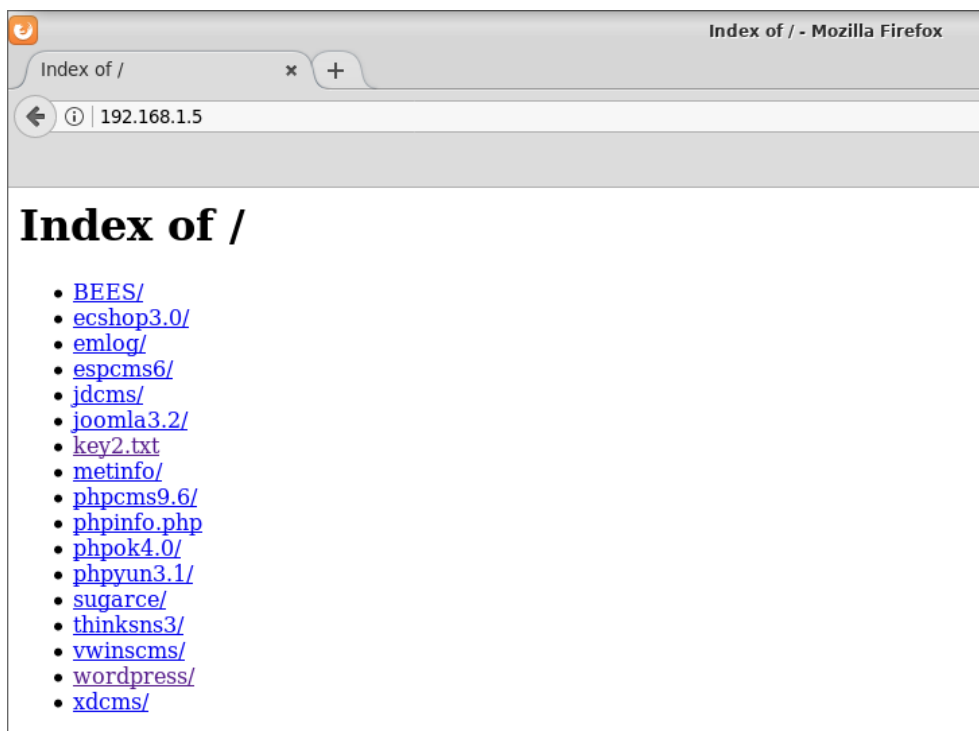 Index of / - Mozilla Firefox
Index of /
192.168.1.5
Index of /
BEES/
ecshop3.0/
emlog/
espcms6/
jdcms/
joomla3.2/
key2.txt
metinfo/
phpcms9.6/
phpinfo.php
phpok4.0/
phpyun3.1/
sugarce/
thinksns3/
vwinscms/
wordpress/
xdcms/